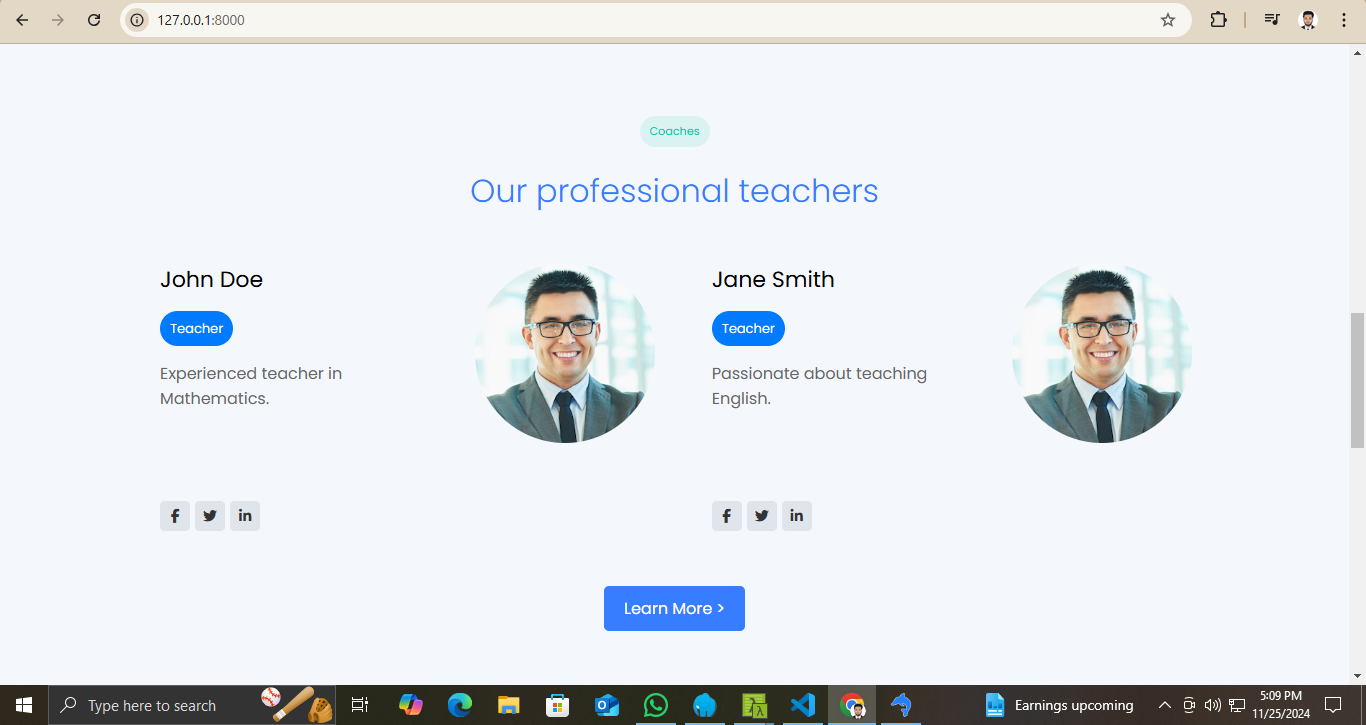 127.0.0.1:8000
Coaches
Our professional teachers
John Doe
Teacher
Experienced teacher in
Mathematics.
Jane Smith
Teacher
Passionate about teaching
English.
Learn More >
Type here to search
Earnings upcoming
5:09 PM
11/25/2024